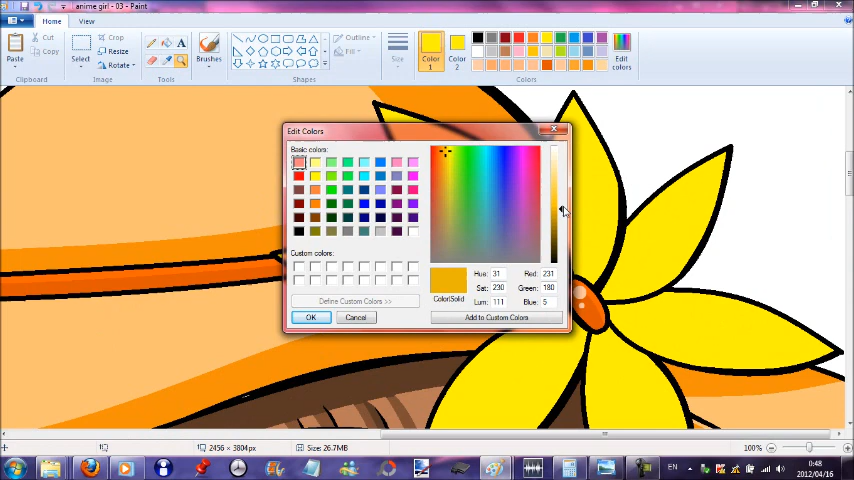 anime girl - 03 - Paint
Home View
Paste
Cut
Copy
Clipboard
Select
Crop
Resize
Rotate
Image
Tools
Brushes
Shapes
Outline
Fill
Size
Color 1
Color 2
Colors
Edit colors
Edit Colors
Basic colors:
Custom colors:
Define Custom Colors >>
OK Cancel
Color|Solid
Hue: 31 Red: 231
Sat: 230 Green: 180
Lum: 111 Blue: 5
Add to Custom Colors
2456 × 3804px Size: 26.7MB 100%
EN 0:48
2012/04/16